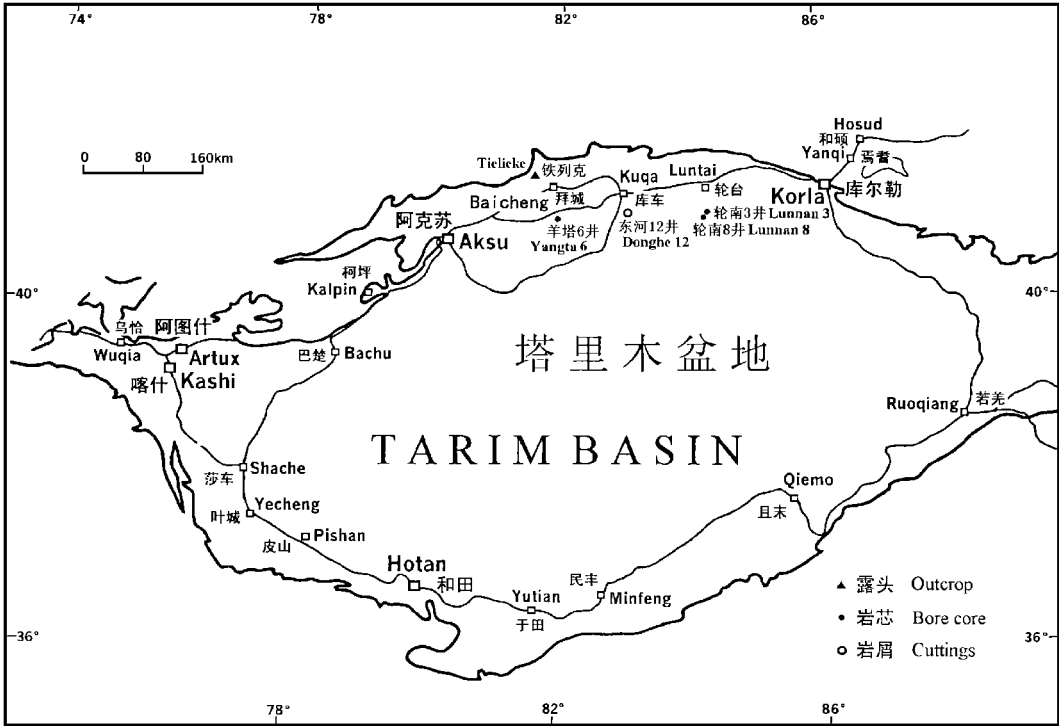 74° 78° 82° 86°
Hosud
和硕
Yanqi 焉耆
0 80 160km
Tielieke 铁列克
Kuqa Luntai
Korla 库尔勒
Baicheng 拜城 库车 轮台
阿克苏
Aksu
羊塔6井
Yangta 6
东河12井
Donghe 12
轮南3井 Lunnan 3
轮南8井 Lunnan 8
柯坪
Kalpin
40° 40°
乌恰 阿图什
Wuqia Artux
喀什 Kashi
巴楚 Bachu
塔里木盆地
Ruoqiang 若羌
TARIM BASIN
莎车 Shache
Qiemo
且末
叶城 Yecheng
皮山 Pishan
Hotan 和田
民丰
Minfeng
Yutian
于田
露头 Outcrop
岩芯 Bore core
岩屑 Cuttings
36° 36°
78° 82° 86°